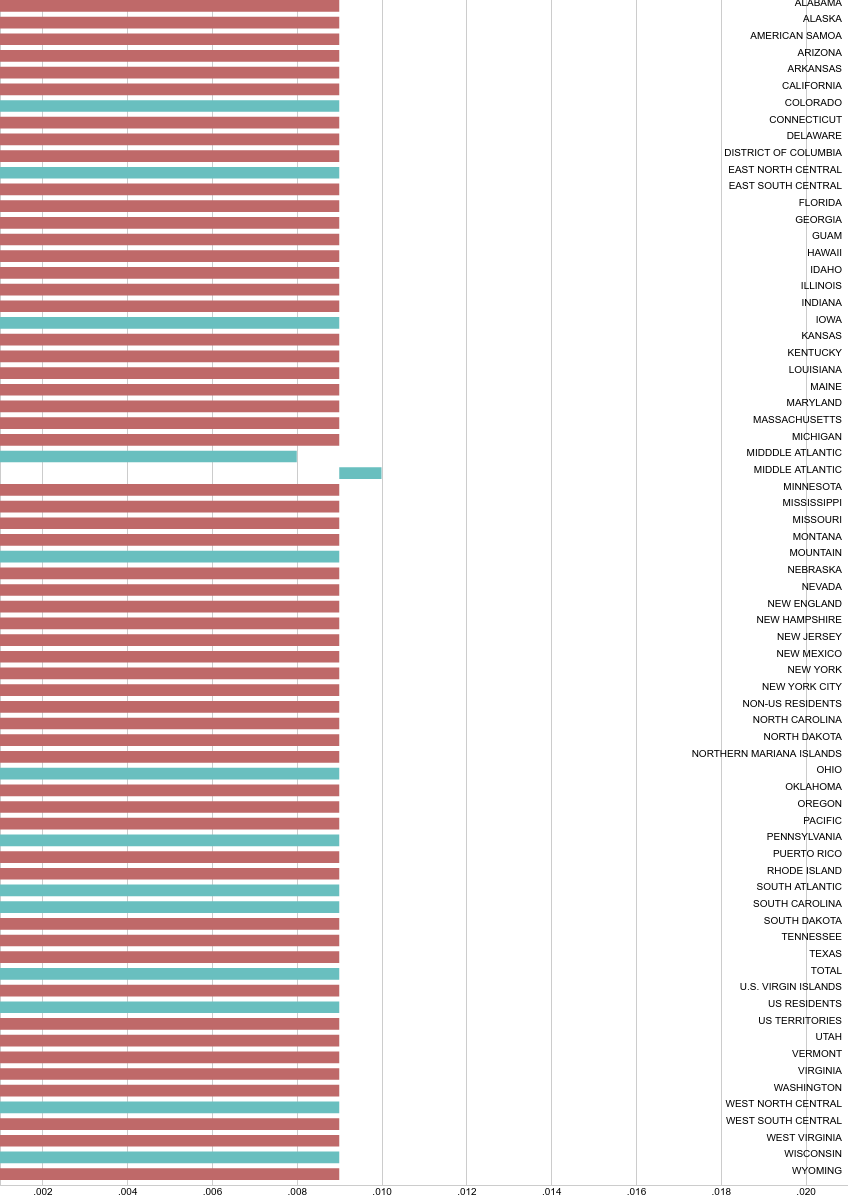 ALABAMA
ALASKA
AMERICAN SAMOA
ARIZONA
ARKANSAS
CALIFORNIA
COLORADO
CONNECTICUT
DELAWARE
DISTRICT OF COLUMBIA
EAST NORTH CENTRAL
EAST SOUTH CENTRAL
FLORIDA
GEORGIA
GUAM
HAWAII
IDAHO
ILLINOIS
INDIANA
IOWA
KANSAS
KENTUCKY
LOUISIANA
MAINE
MARYLAND
MASSACHUSETTS
MICHIGAN
MIDDDLE ATLANTIC
MIDDLE ATLANTIC
MINNESOTA
MISSISSIPPI
MISSOURI
MONTANA
MOUNTAIN
NEBRASKA
NEVADA
NEW ENGLAND
NEW HAMPSHIRE
NEW JERSEY
NEW MEXICO
NEW YORK
NEW YORK CITY
NON-US RESIDENTS
NORTH CAROLINA
NORTH DAKOTA
NORTHERN MARIANA ISLANDS
OHIO
OKLAHOMA
OREGON
PACIFIC
PENNSYLVANIA
PUERTO RICO
RHODE ISLAND
SOUTH ATLANTIC
SOUTH CAROLINA
SOUTH DAKOTA
TENNESSEE
TEXAS
TOTAL
U.S. VIRGIN ISLANDS
US RESIDENTS
US TERRITORIES
UTAH
VERMONT
VIRGINIA
WASHINGTON
WEST NORTH CENTRAL
WEST SOUTH CENTRAL
WEST VIRGINIA
WISCONSIN
WYOMING
.002 .004 .006 .008 .010 .012 .014 .016 .018 .020